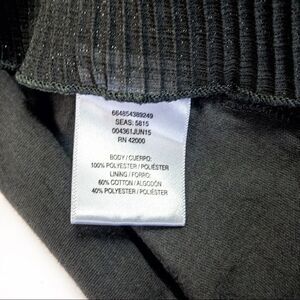 664854389249
SEAS: 5815
004361JUN15
RN 42000
BODY / CUERPO:
100% POLYESTER / POLIÉSTER
LINING / FORRO:
60% COTTON / ALGODÓN
40% POLYESTER / POLIÉSTER